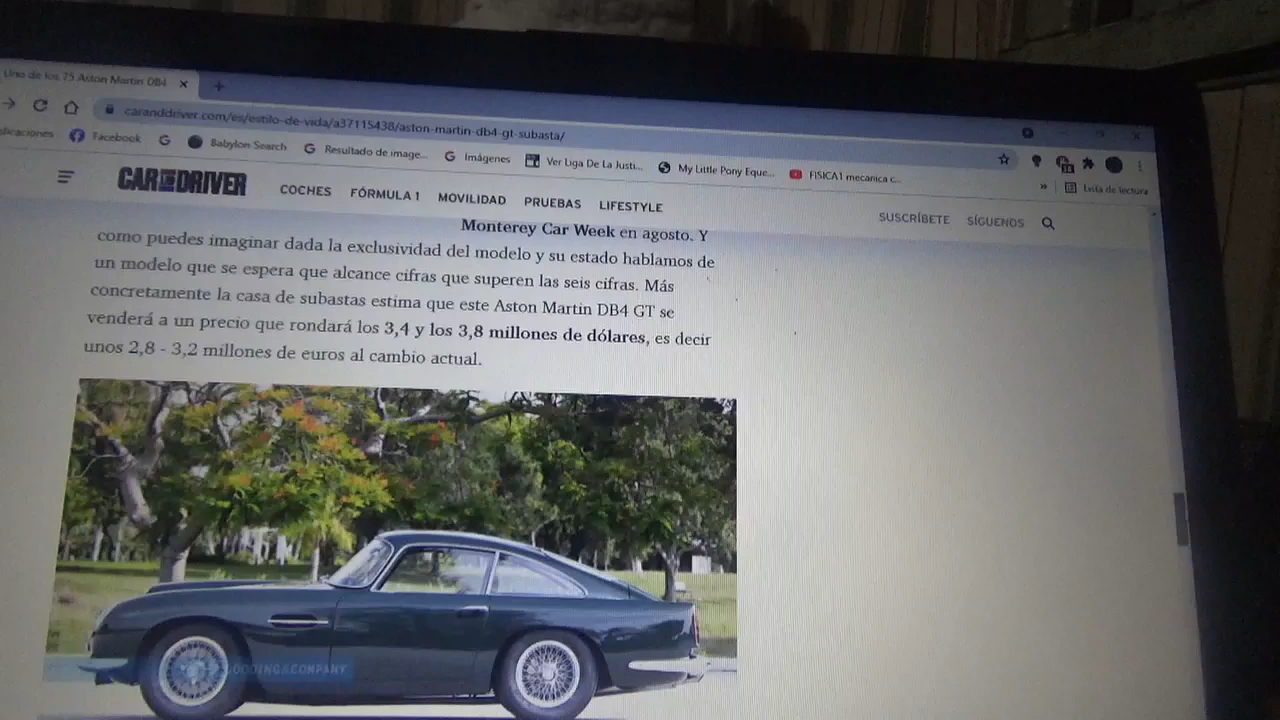 Uno de los 75 Aston Martin DB4
caranddriver.com/es/estilo-de-vida/a37115438/aston-martin-db4-gt-subasta/
Facebook
Babylon Search
Resultado de image...
Imágenes
Ver Liga De La Justi...
My Little Pony Eque...
FISICA1 mecanica c...
»
Lista de lectura
CAR AND DRIVER
COCHES
FÓRMULA 1
MOVILIDAD
PRUEBAS
LIFESTYLE
SUSCRÍBETE
SÍGUENOS
Monterey Car Week en agosto. Y
como puedes imaginar dada la exclusividad del modelo y su estado hablamos de
un modelo que se espera que alcance cifras que superen las seis cifras. Más
concretamente la casa de subastas estima que este Aston Martin DB4 GT se
venderá a un precio que rondará los 3,4 y los 3,8 millones de dólares, es decir
unos 2,8 - 3,2 millones de euros al cambio actual.
GOODING&COMPANY